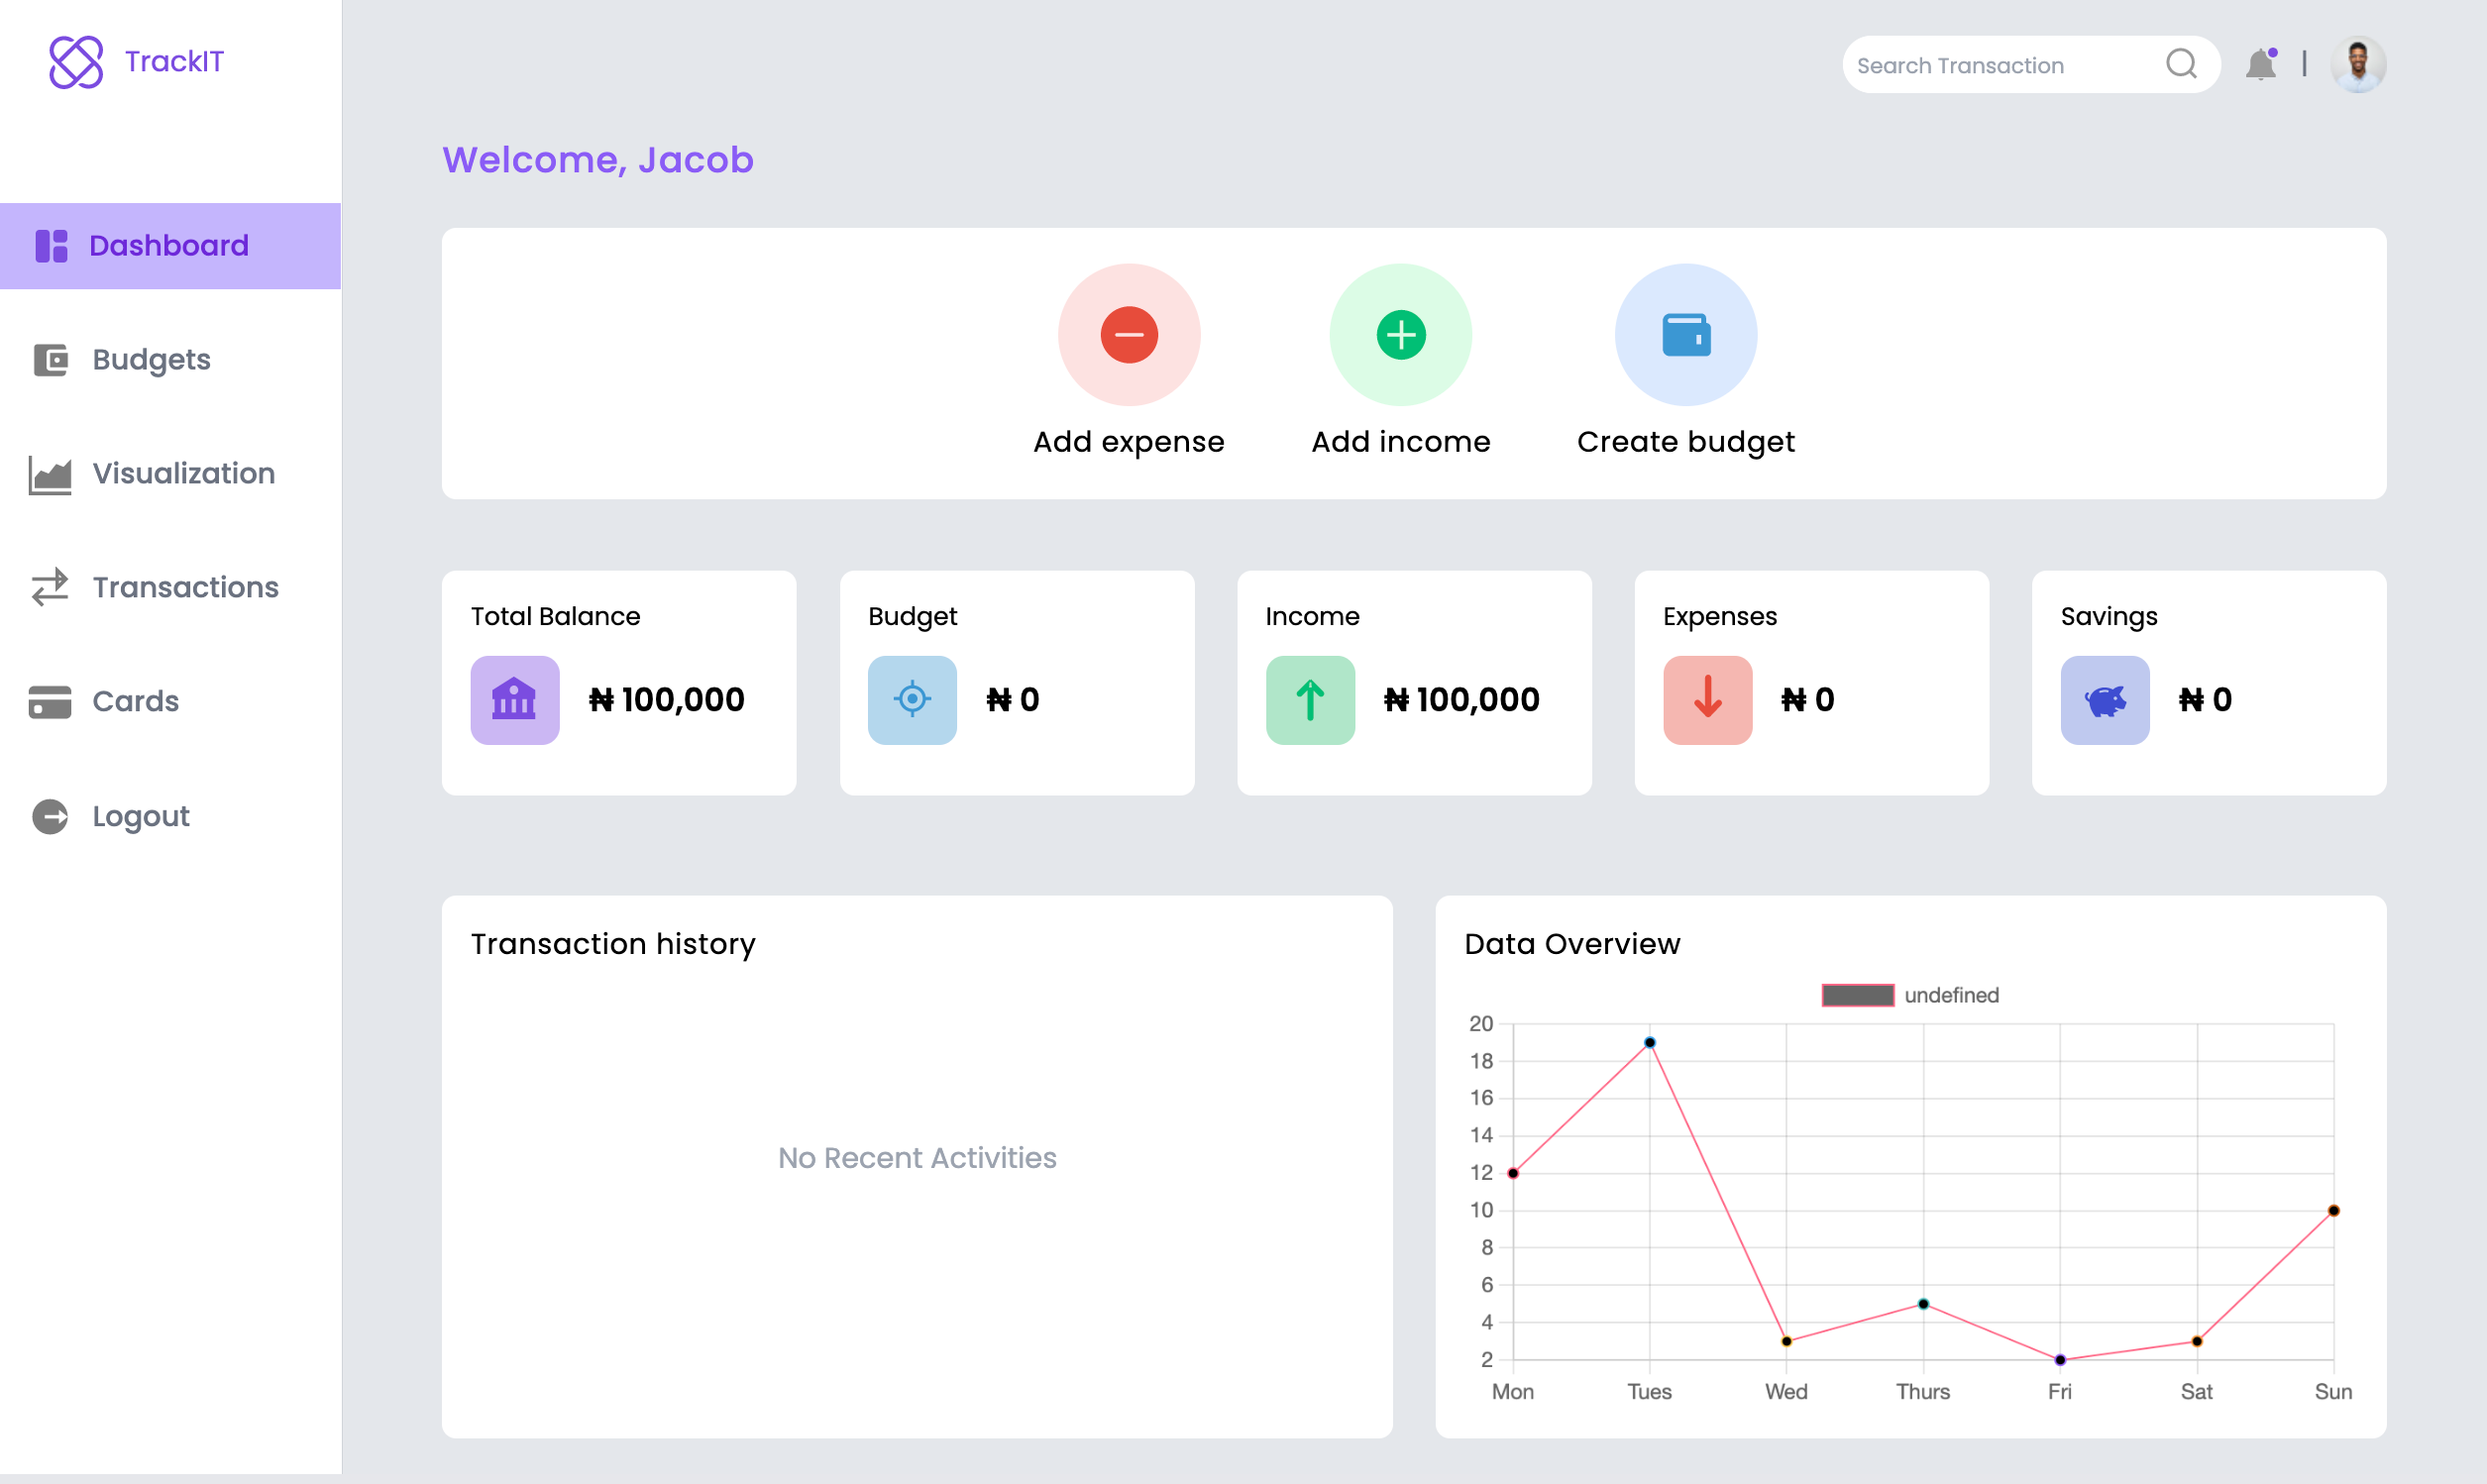 TrackIT
Search Transaction
Welcome, Jacob
Dashboard
Budgets
Visualization
Transactions
Cards
Logout
Add expense
Add income
Create budget
Total Balance
₦ 100,000
Budget
₦ 0
Income
₦ 100,000
Expenses
₦ 0
Savings
₦ 0
Transaction history
No Recent Activities
Data Overview
undefined
20
18
16
14
12
10
8
6
4
2
Mon Tues Wed Thurs Fri Sat Sun